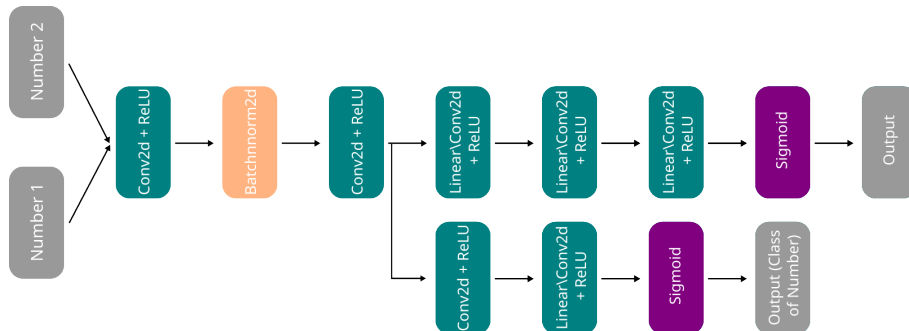 Number 2
Number 1
Conv2d + ReLU
Batchnnorm2d
Conv2d + ReLU
Linear\Conv2d
+ ReLU
Linear\Conv2d
+ ReLU
Linear\Conv2d
+ ReLU
Sigmoid
Output
Conv2d + ReLU
Linear\Conv2d
+ ReLU
Sigmoid
Output (Class
of Number)